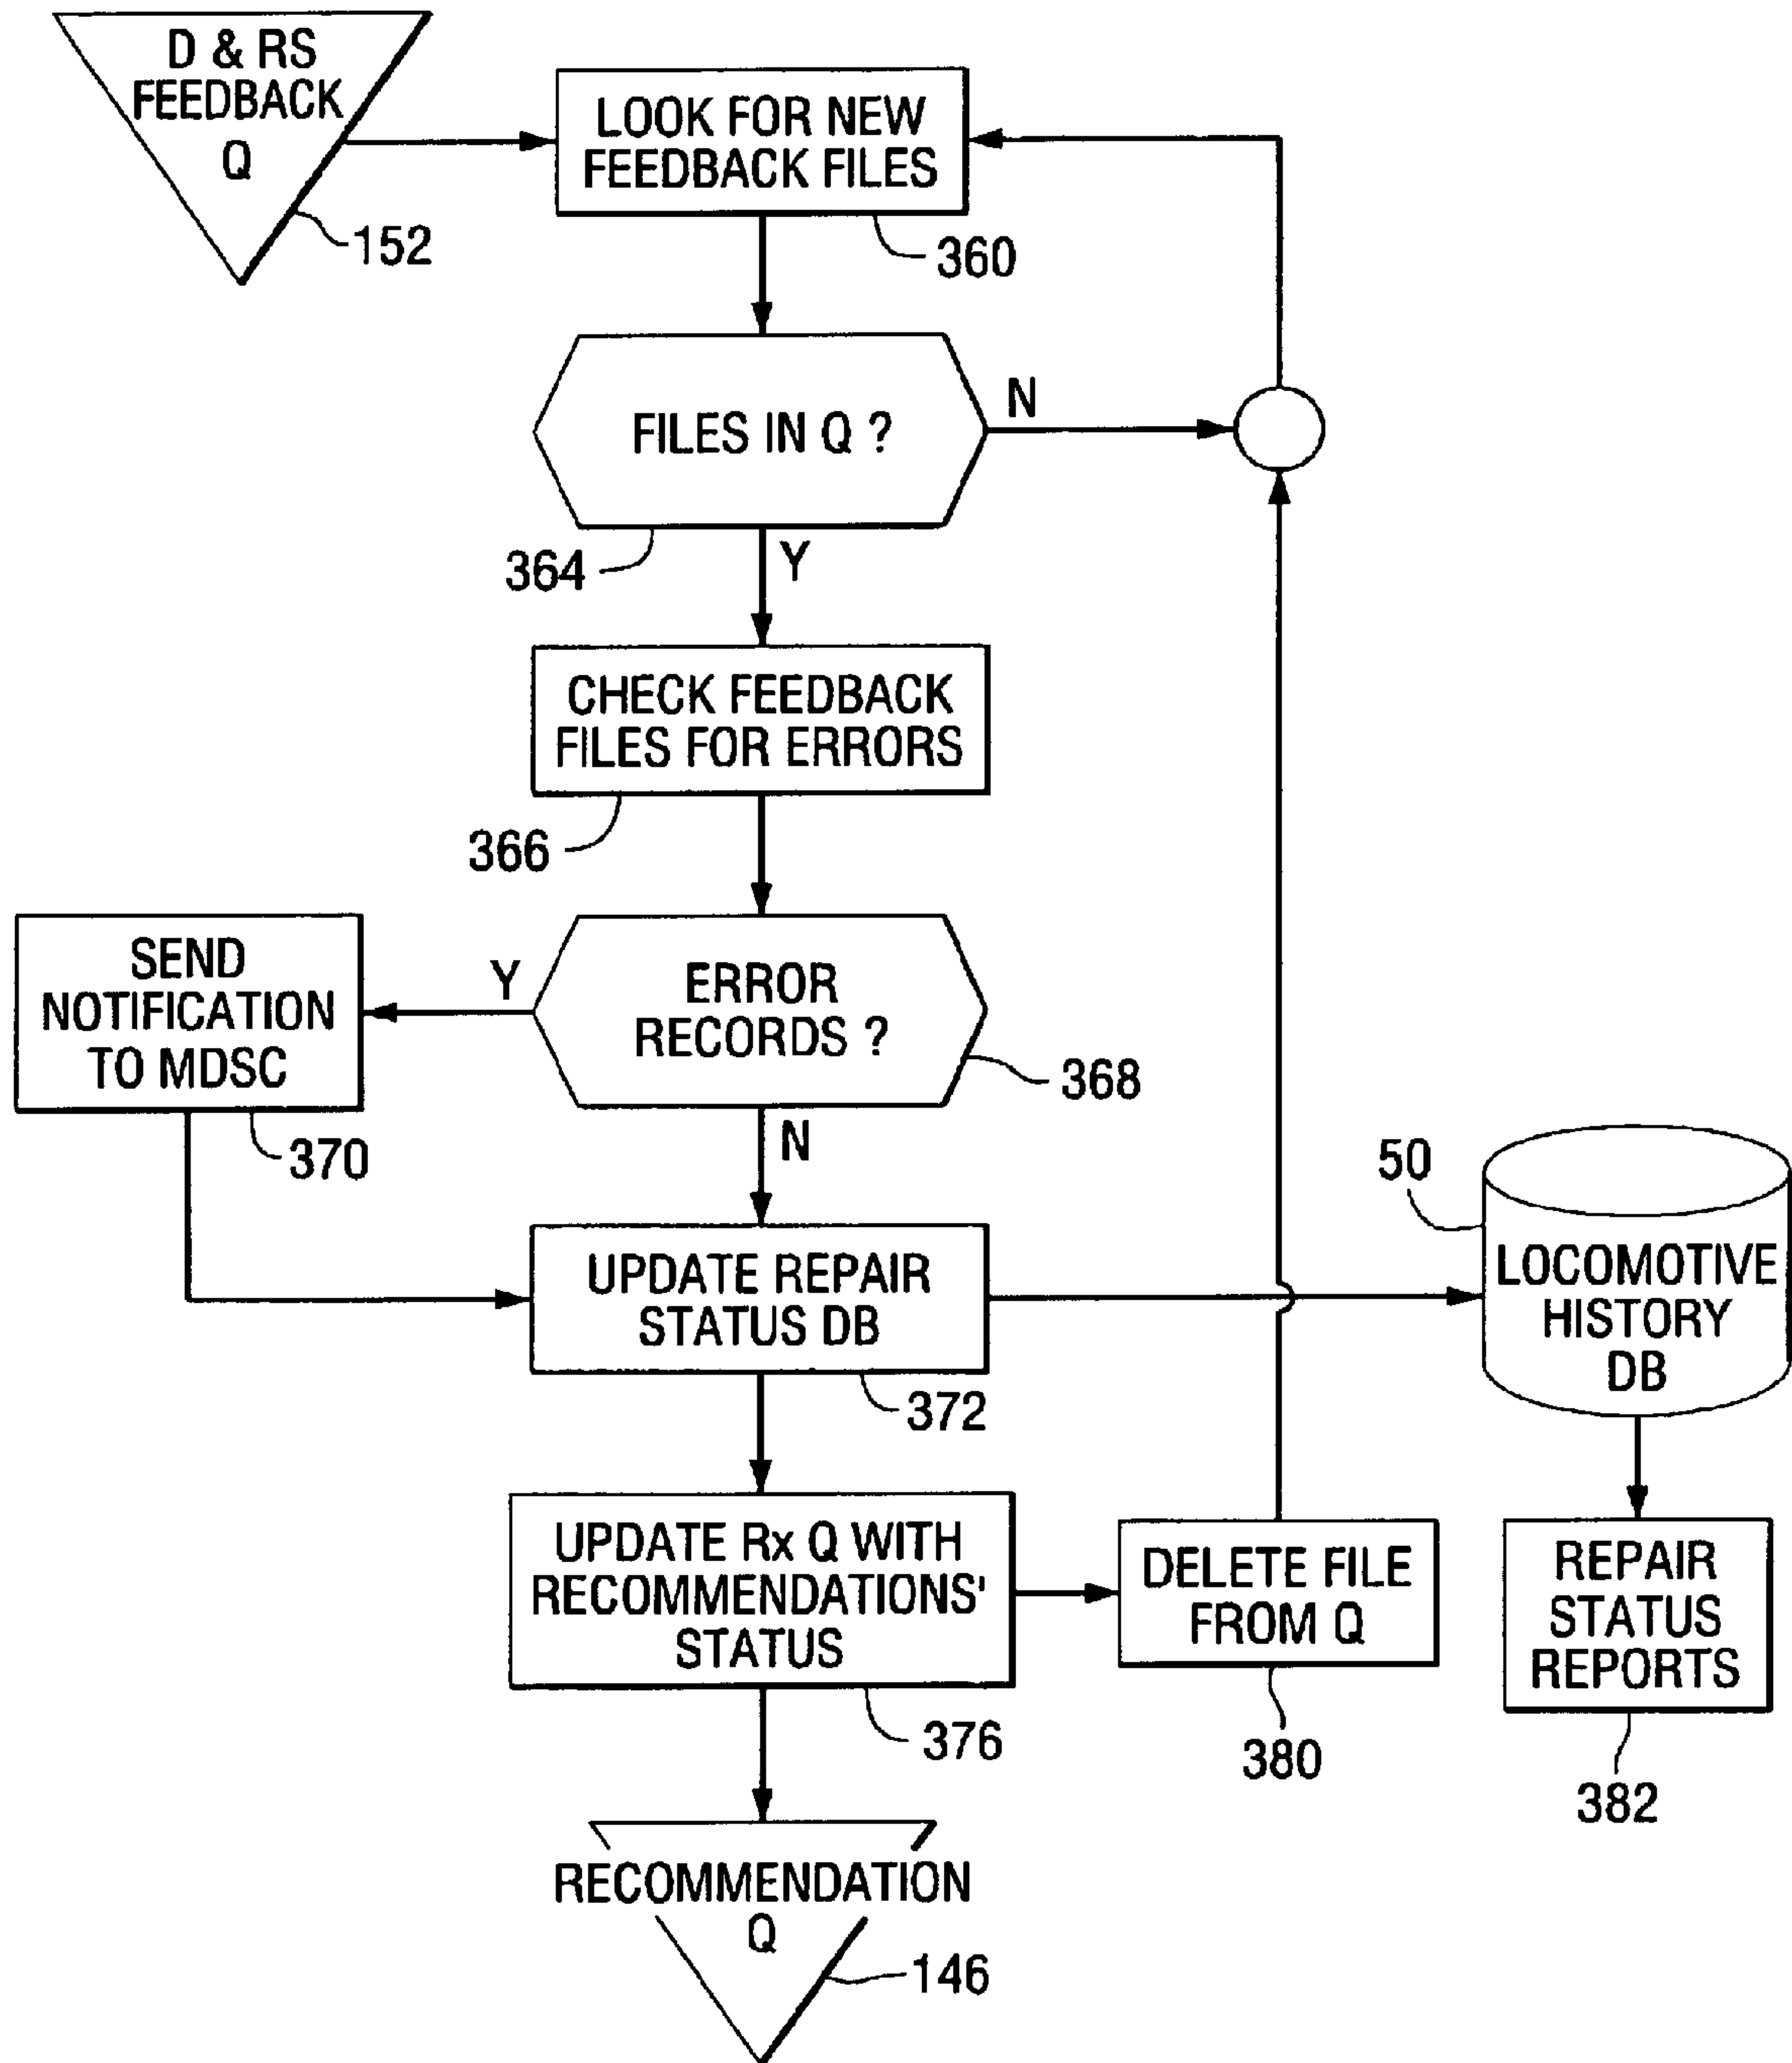 D & RS
FEEDBACK
Q
152
LOOK FOR NEW
FEEDBACK FILES
360
FILES IN Q ?
N
364
Y
CHECK FEEDBACK
FILES FOR ERRORS
366
SEND
NOTIFICATION
TO MDSC
370
Y
ERROR
RECORDS ?
368
N
UPDATE REPAIR
STATUS DB
372
50
LOCOMOTIVE
HISTORY
DB
UPDATE Rx Q WITH
RECOMMENDATIONS'
STATUS
376
DELETE FILE
FROM Q
380
REPAIR
STATUS
REPORTS
382
RECOMMENDATION
Q
146